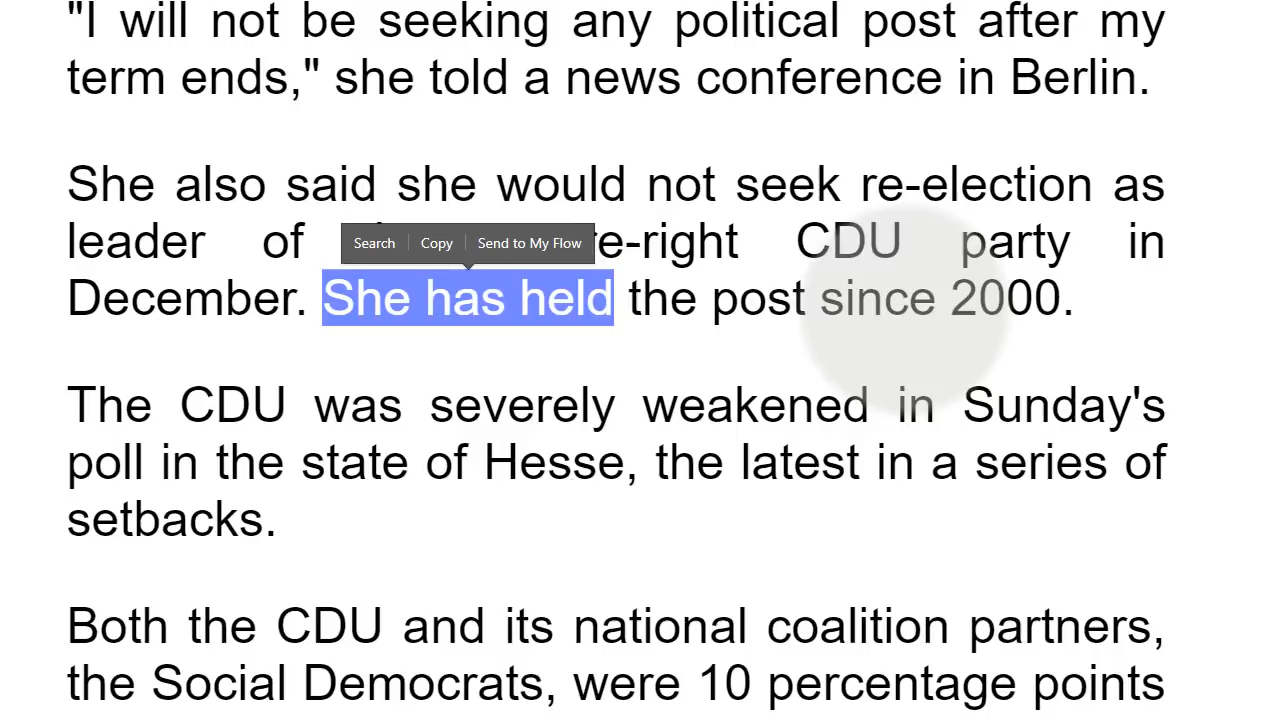 "I will not be seeking any political post after my
term ends," she told a news conference in Berlin.
She also said she would not seek re-election as
leader of re-right CDU party in
Search Copy Send to My Flow
December. She has held the post since 2000.
The CDU was severely weakened in Sunday's
poll in the state of Hesse, the latest in a series of
setbacks.
Both the CDU and its national coalition partners,
the Social Democrats, were 10 percentage points